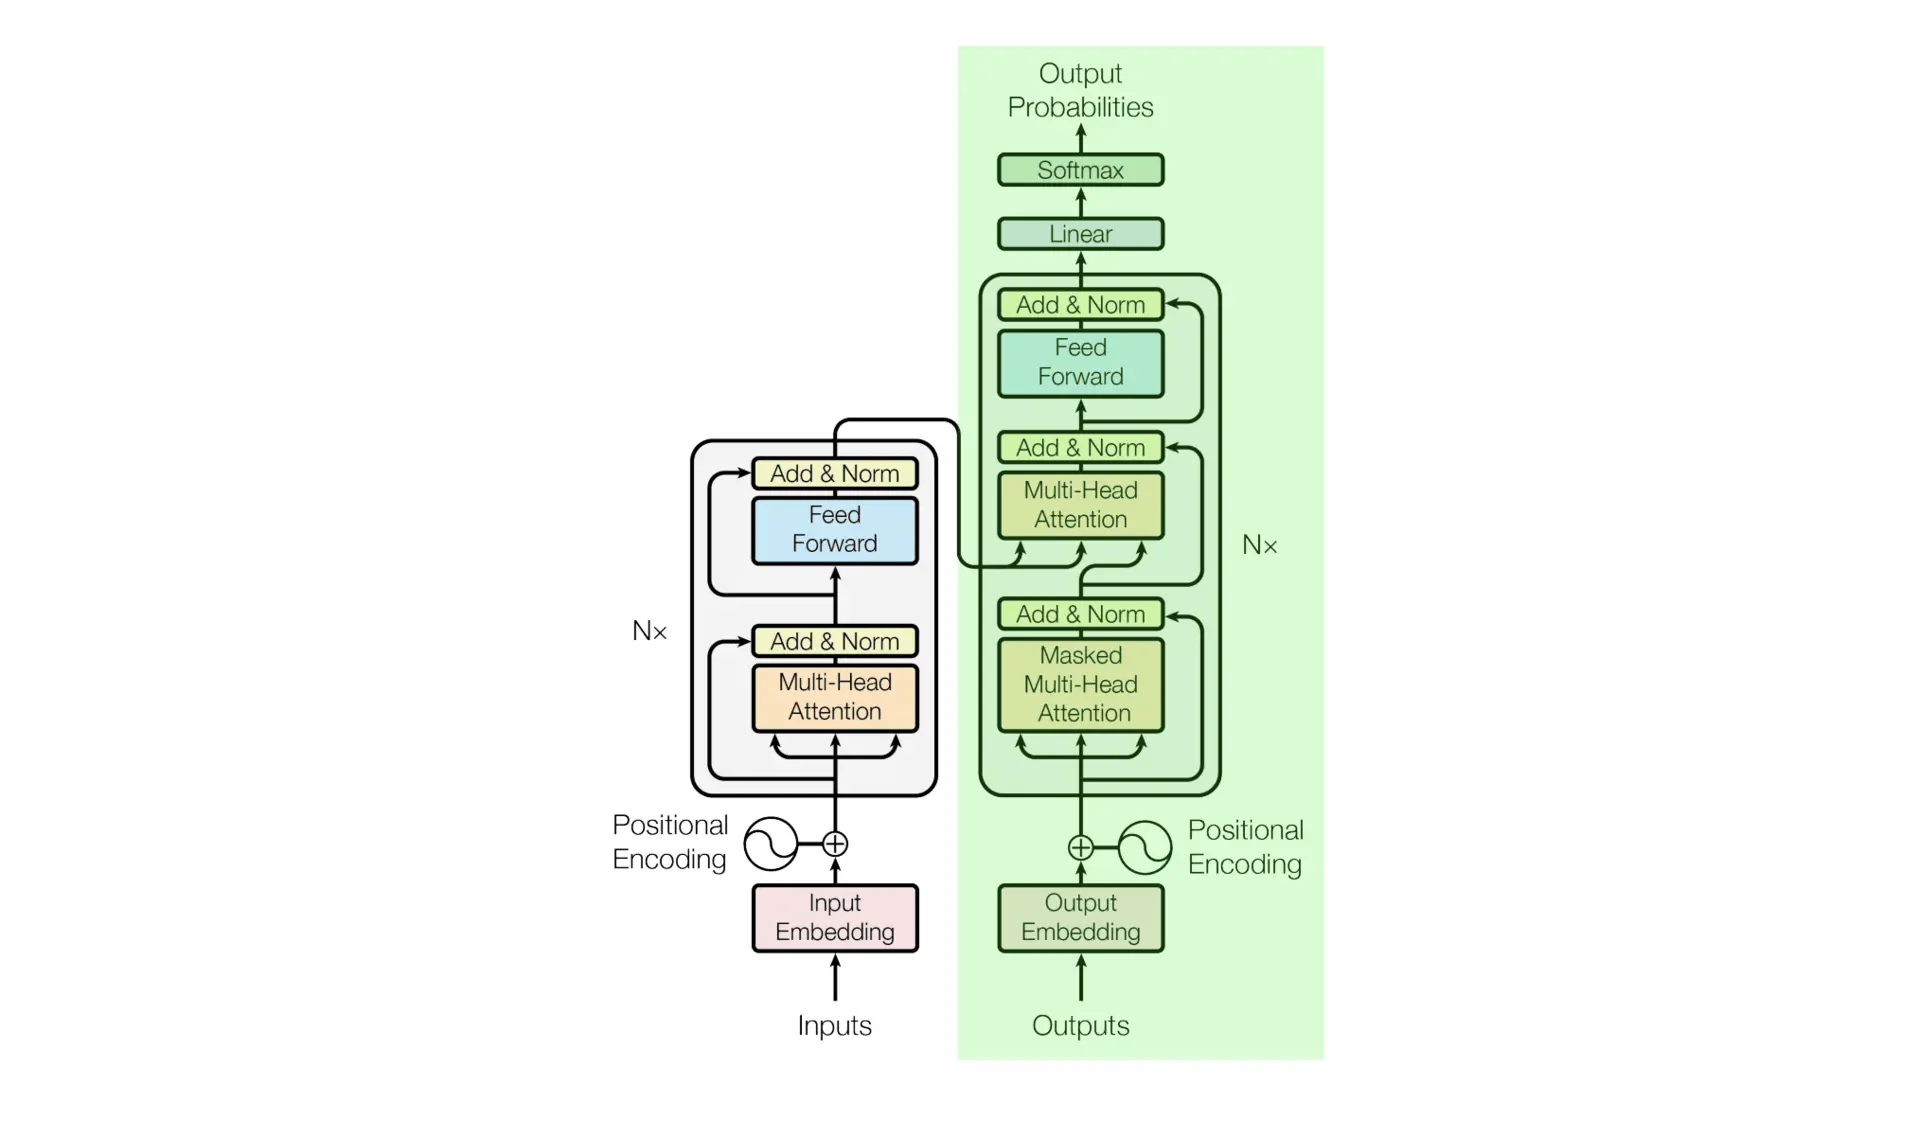 Output
Probabilities
Softmax
Linear
Add & Norm
Feed
Forward
Add & Norm
Multi-Head
Attention
Nx
Add & Norm
Masked
Multi-Head
Attention
Positional
Encoding
Output
Embedding
Outputs
Add & Norm
Feed
Forward
Nx
Add & Norm
Multi-Head
Attention
Positional
Encoding
Input
Embedding
Inputs